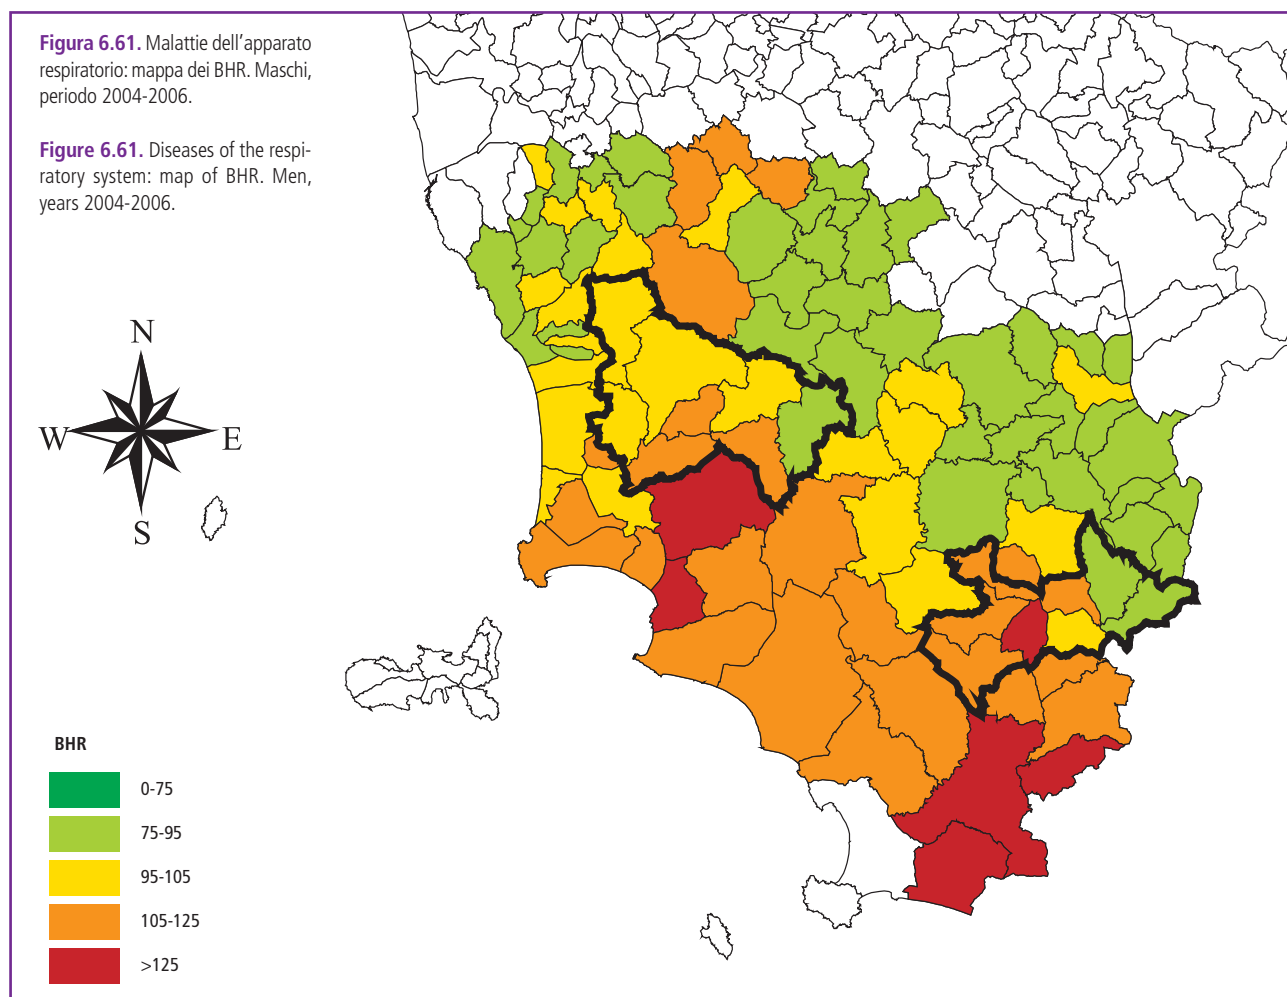 Figura 6.61. Malattie dell'apparato
respiratorio: mappa dei BHR. Maschi,
periodo 2004-2006.
Figure 6.61. Diseases of the respi-
ratory system: map of BHR. Men,
years 2004-2006.
N
W E
S
BHR
0-75
75-95
95-105
105-125
>125